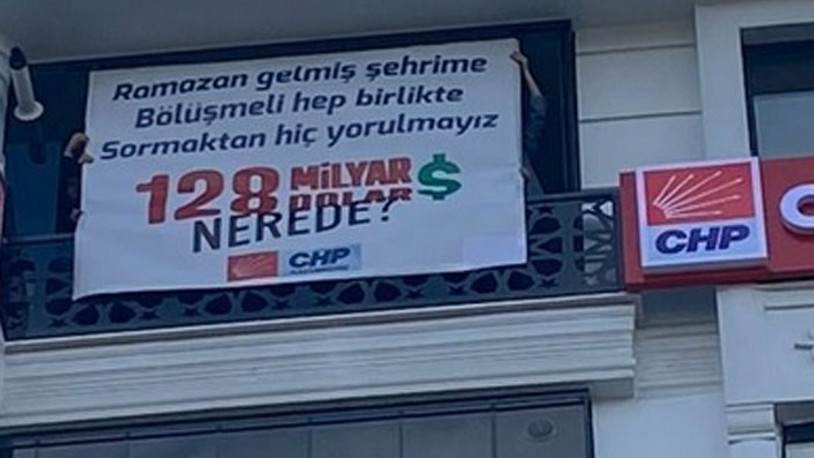 Ramazan gelmiş şehrime
Bölüşmeli hep birlikte
Sormaktan hiç yorulmayız
128 MİLYAR DOLAR $
NEREDE?
CHP
CHP